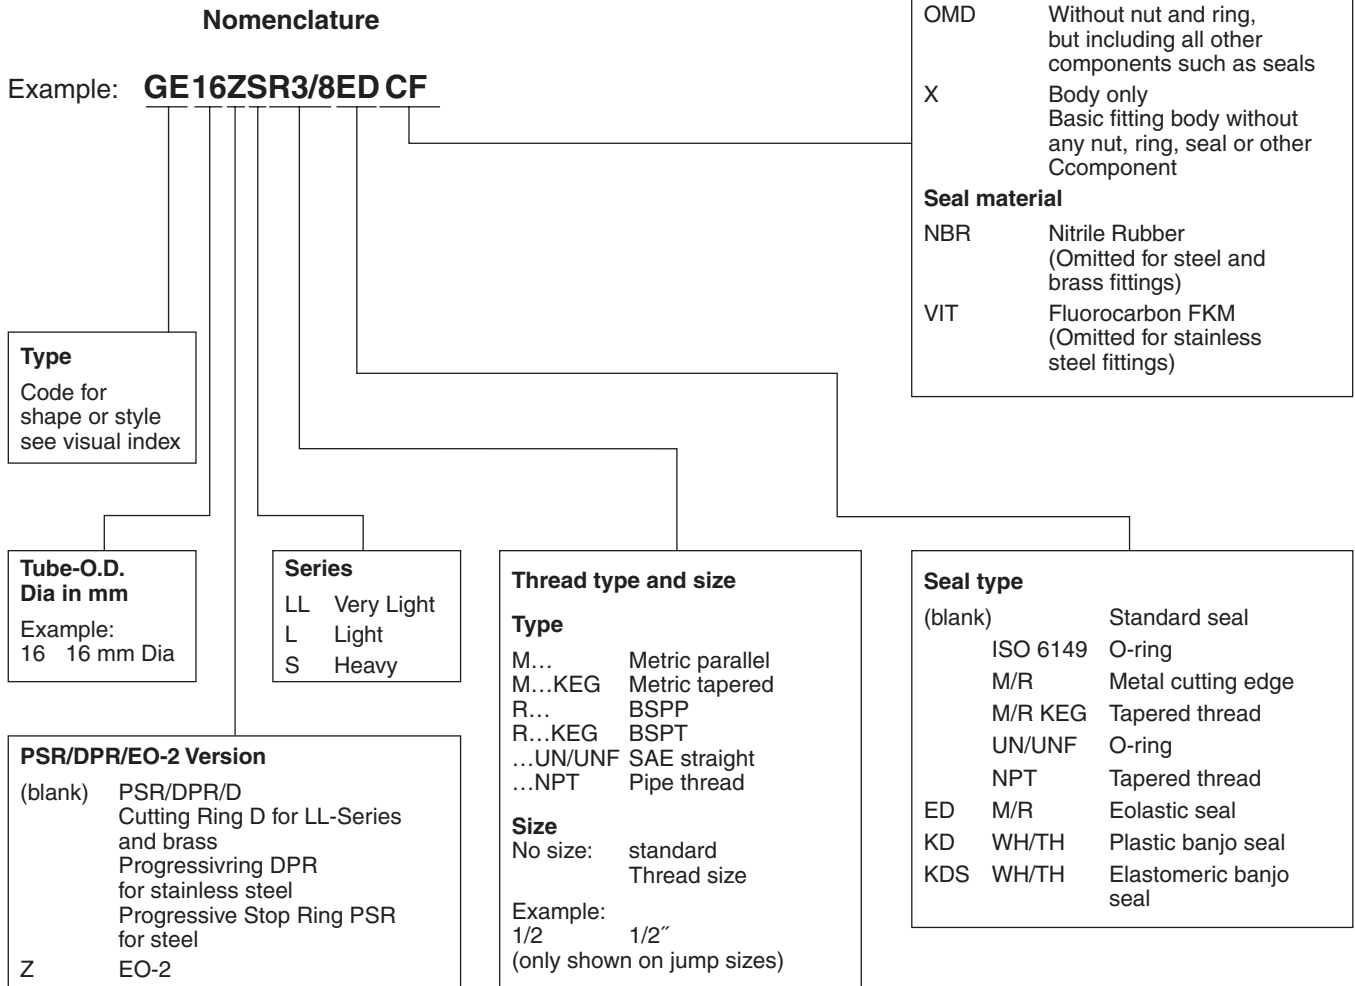 Nomenclature
Example: GE16ZSR3/8ED CF
OMD Without nut and ring,
but including all other
components such as seals
X Body only
Basic fitting body without
any nut, ring, seal or other
Ccomponent
Seal material
NBR Nitrile Rubber
(Omitted for steel and
brass fittings)
VIT Fluorocarbon FKM
(Omitted for stainless
steel fittings)
Type
Code for
shape or style
see visual index
Tube-O.D.
Dia in mm
Example:
16 16 mm Dia
Series
LL Very Light
L Light
S Heavy
PSR/DPR/EO-2 Version
(blank) PSR/DPR/D
Cutting Ring D for LL-Series
and brass
Progressivring DPR
for stainless steel
Progressive Stop Ring PSR
for steel
Z EO-2
Thread type and size
Type
M… Metric parallel
M…KEG Metric tapered
R… BSPP
R…KEG BSPT
…UN/UNF SAE straight
…NPT Pipe thread
Size
No size: standard
Thread size
Example:
1/2 1/2˝
(only shown on jump sizes)
Seal type
(blank) Standard seal
ISO 6149 O-ring
M/R Metal cutting edge
M/R KEG Tapered thread
UN/UNF O-ring
NPT Tapered thread
ED M/R Eolastic seal
KD WH/TH Plastic banjo seal
KDS WH/TH Elastomeric banjo
seal